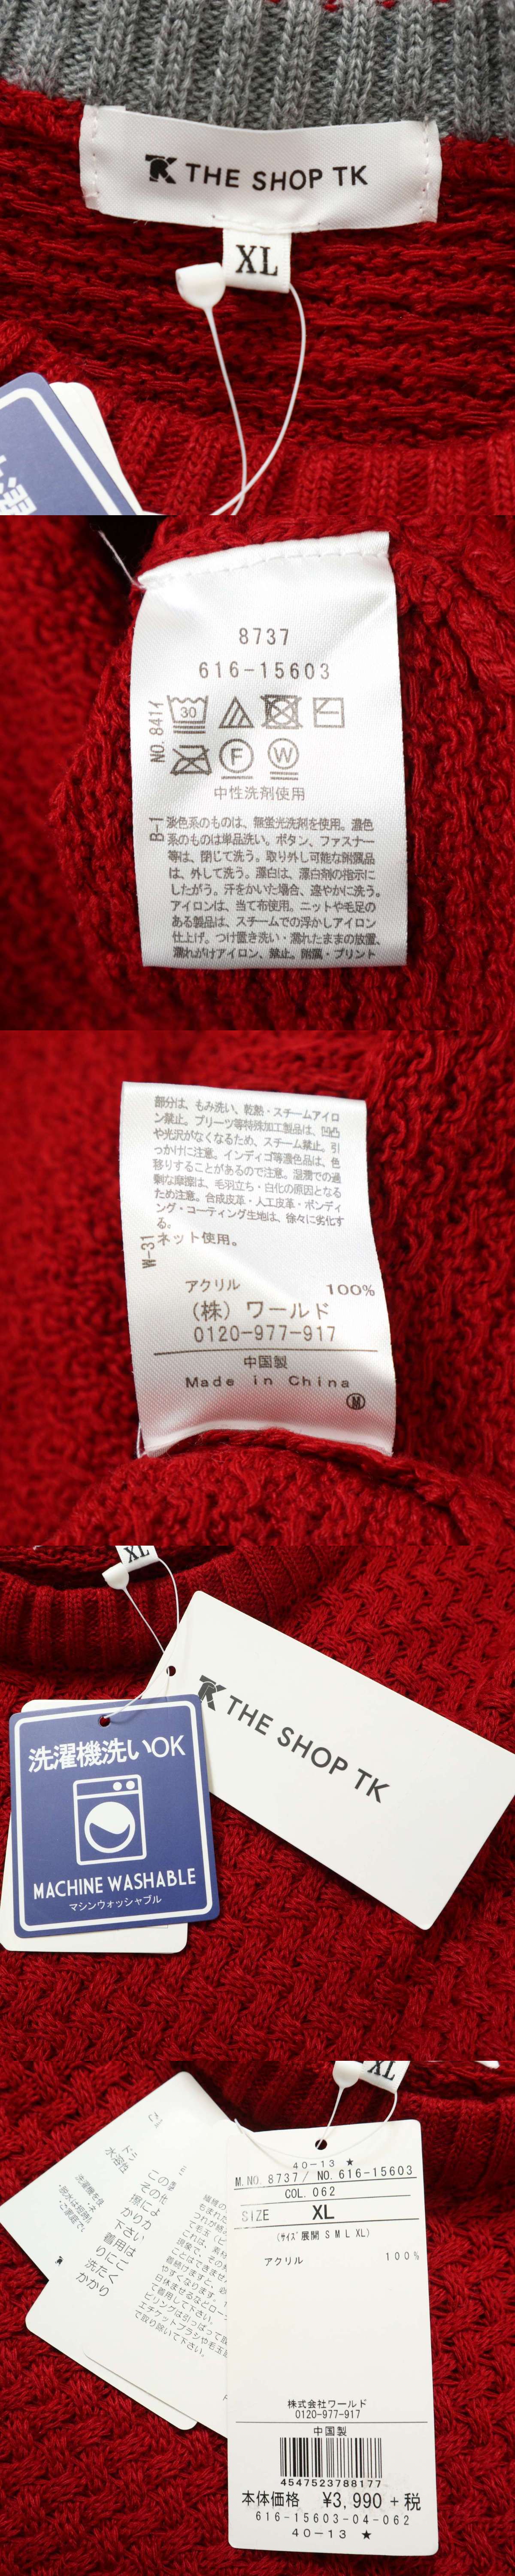 THE SHOP TK
XL
8737
616-15603
NO. 841イ
30
F
W
中性洗剤使用
B-1
淡色系のものは、無蛍光洗剤を使用。濃色
系のものは単品洗い。ボタン、ファスナー
等は、閉じて洗う。取り外し可能な附属品
は、外して洗う。漂白は、漂白剤の指示に
したがう。汗をかいた場合、速やかに洗う。
アイロンは、当て布使用。ニットや毛足の
ある製品は、スチームでの浮かしアイロン
仕上げ。つけ置き洗い・濡れたままの放置、
濡れがけアイロン、禁止。附属・プリント
部分は、もみ洗い、乾熱・スチームアイロ
ン禁止。プリーツ等特殊加工製品は、凹凸
や光沢がなくなるため、スチーム禁止。引
っかけに注意。インディゴ等濃色品は、色
移りすることがあるので注意。湿潤での過
剰な摩擦は、毛羽立ち・白化の原因となる
ため注意。合成皮革・人工皮革・ボンディ
ング・コーティング生地は、徐々に劣化す
る。
W-31
ネット使用。
アクリル 100%
(株) ワールド
0120-977-917
中国製
Made in China
M
XL
THE SHOP TK
洗濯機洗いOK
MACHINE WASHABLE
マシンウォッシャブル
XL
40-13 ★
M.NO. 8737/ NO. 616-15603
COL. 062
SIZE XL
(サイズ展開 S M L XL)
アクリル 100%
株式会社ワールド
0120-977-917
中国製
4547523788177
本体価格 ¥3,990 +税
616-15603-04-062
40-13 ★